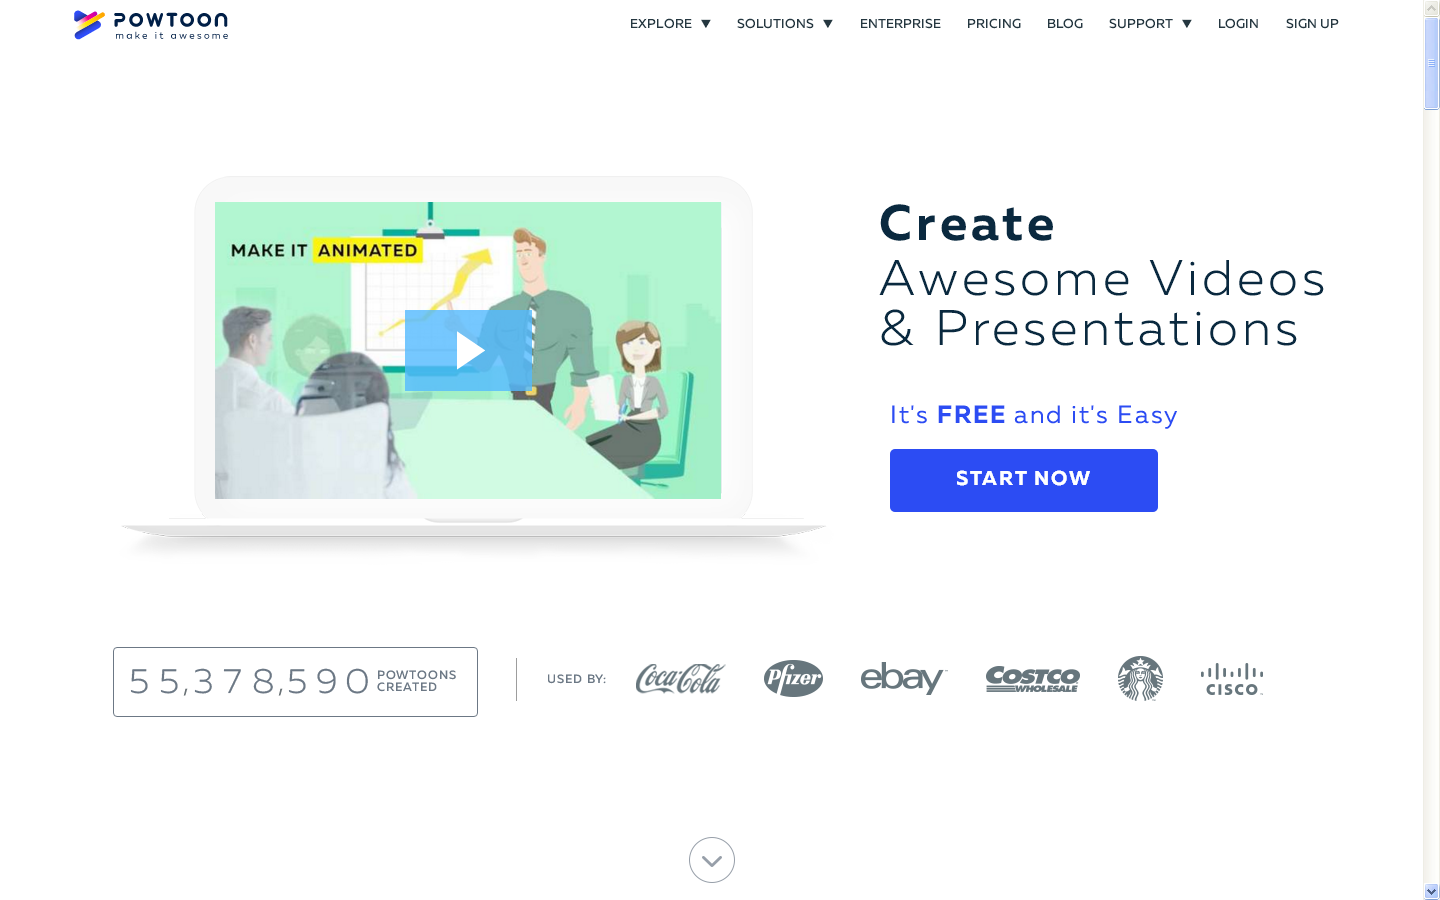 POWTOON
make it awesome
EXPLORE ▼ SOLUTIONS ▼ ENTERPRISE PRICING BLOG SUPPORT ▼ LOGIN SIGN UP
MAKE IT ANIMATED
Create
Awesome Videos
& Presentations
It's FREE and it's Easy
START NOW
55,378,590 POWTOONS
CREATED
USED BY:
Coca-Cola
Pfizer
ebay
COSTCO
WHOLESALE
CISCO